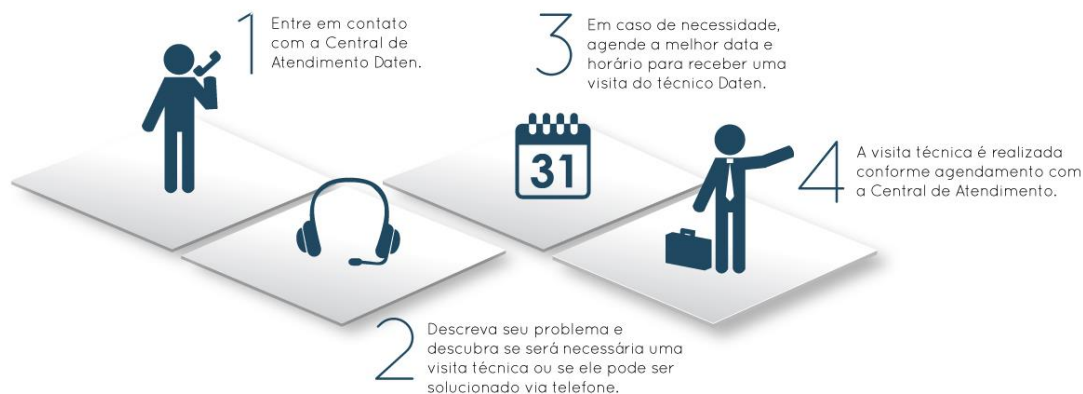 1
Entre em contato
com a Central de
Atendimento Daten.
2
Descreva seu problema e
descubra se será necessária uma
visita técnica ou se ele pode ser
solucionado via telefone.
3
Em caso de necessidade,
agende a melhor data e
horário para receber uma
visita do técnico Daten.
31
4
A visita técnica é realizada
conforme agendamento com
a Central de Atendimento.